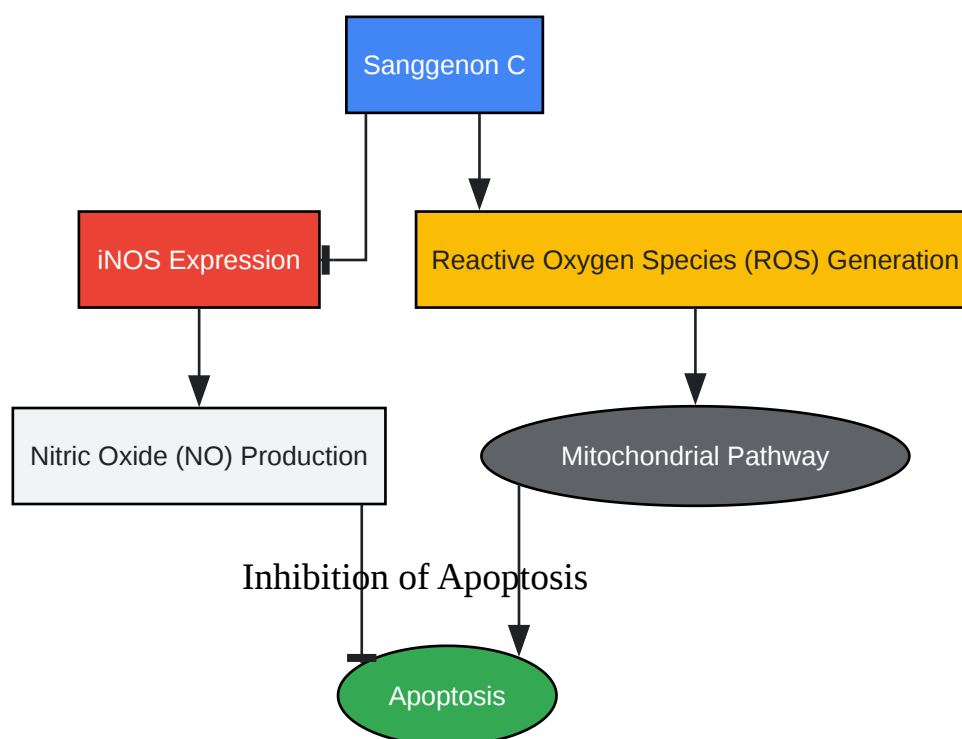 Sanggenon C
iNOS Expression
Reactive Oxygen Species (ROS) Generation
Nitric Oxide (NO) Production
Mitochondrial Pathway
Inhibition of Apoptosis
Apoptosis